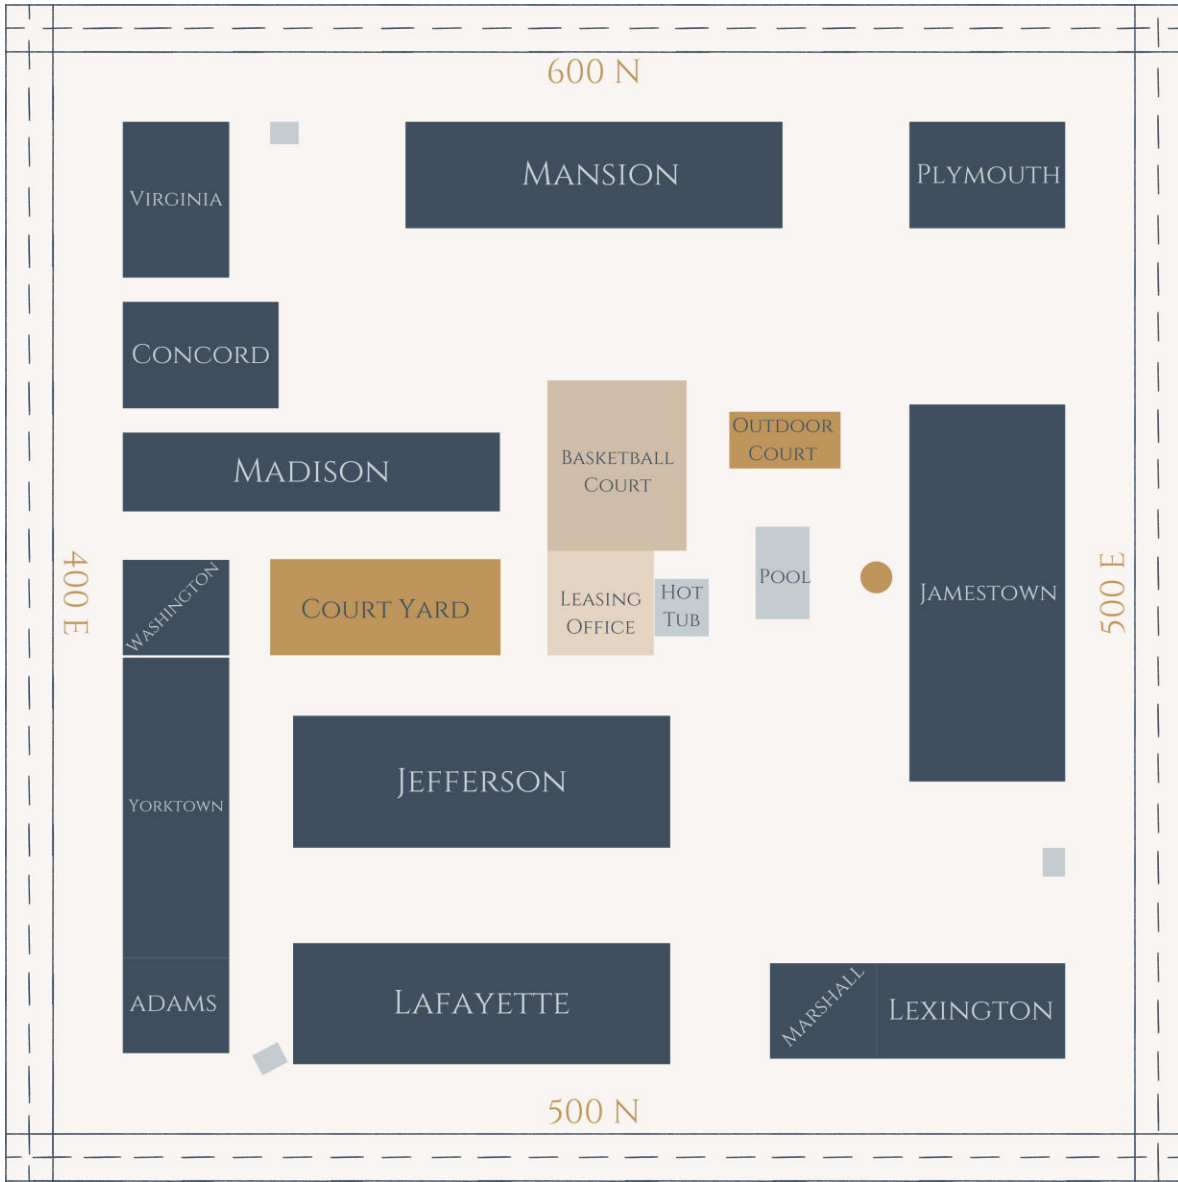 600 N
Virginia
Mansion
Plymouth
Concord
Madison
Basketball
Court
Outdoor
Court
400 E
Washington
Court Yard
Leasing
Office
Hot
Tub
Pool
Jamestown
500 E
Yorktown
Jefferson
Adams
Lafayette
Marshall
Lexington
500 N